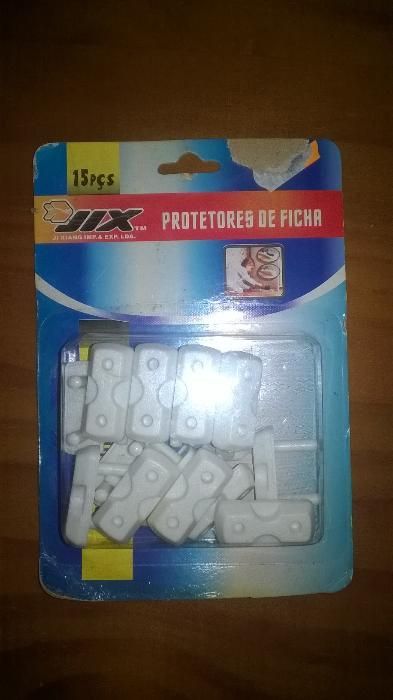 15PÇS
JIX TM
JI XIANG IMP. & EXP. LDA.
PROTETORES DE FICHA